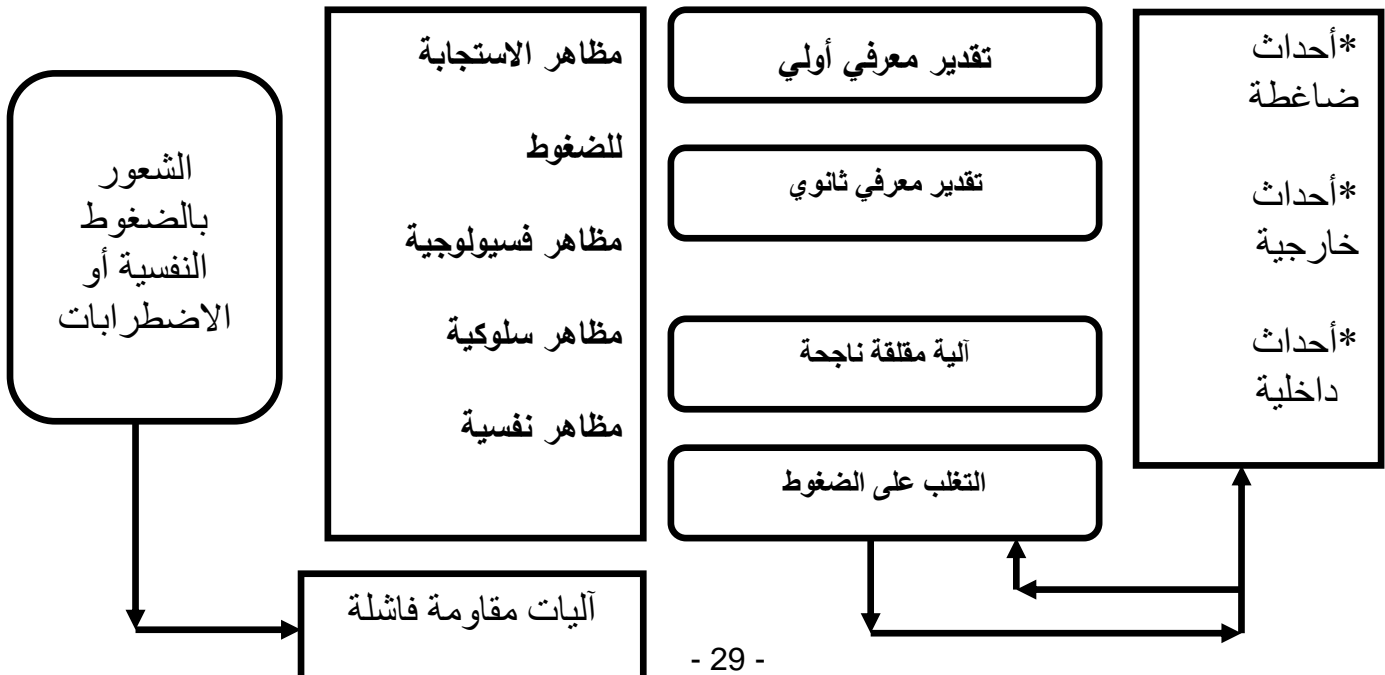 *أحداث
ضاغطة
*أحداث
خارجية
*أحداث
داخلية
تقدير معرفي أولي
تقدير معرفي ثانوي
آلية مقلقة ناجحة
التغلب على الضغوط
مظاهر الاستجابة
للضغوط
مظاهر فسيولوجية
مظاهر سلوكية
مظاهر نفسية
الشعور
بالضغوط
النفسية أو
الاضطرابات
آليات مقاومة فاشلة
- 29 -